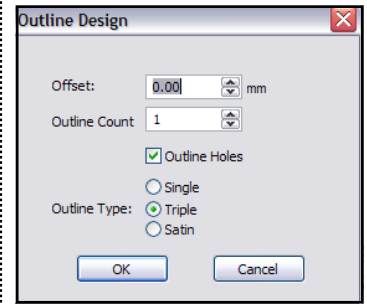 Outline Design
Offset: 0.00 mm
Outline Count 1
Outline Holes
Single
Outline Type: Triple
Satin
OK Cancel